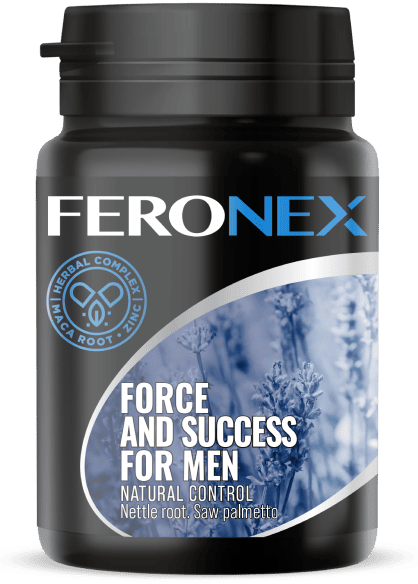 FERONEX
HERBAL COMPLEX
MACA ROOT • ZINC
FORCE
AND SUCCESS
FOR MEN
NATURAL CONTROL
Nettle root. Saw palmetto